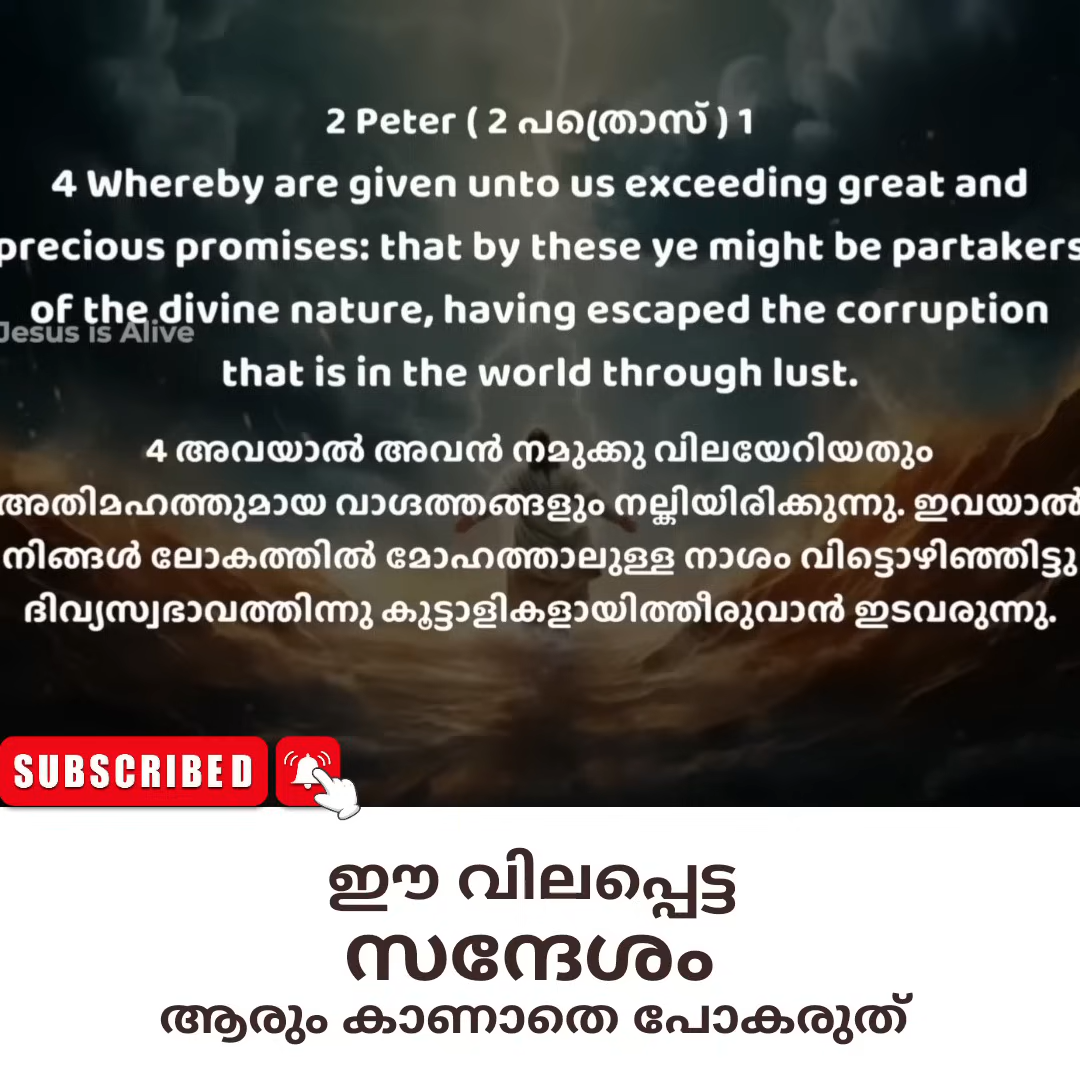 2 Peter ( 2 പത്രൊസ് ) 1
4 Whereby are given unto us exceeding great and
precious promises: that by these ye might be partakers
of the divine nature, having escaped the corruption
Jesus is Alive
that is in the world through lust.
4 അവയാൽ അവൻ നമുക്കു വിലയേറിയതും
അതിമഹത്തുമായ വാഗ്ദത്തങ്ങളും നല്കിയിരിക്കുന്നു. ഇവയാൽ
നിങ്ങൾ ലോകത്തിൽ മോഹത്താലുള്ള നാശം വിട്ടൊഴിഞ്ഞിട്ടു
ദിവ്യസ്വഭാവത്തിന്നു കൂട്ടാളികളായിത്തീരുവാൻ ഇടവരുന്നു.
SUBSCRIBED
ഈ വിലപ്പെട്ട
സന്ദേശം
ആരും കാണാതെ പോകരുത്